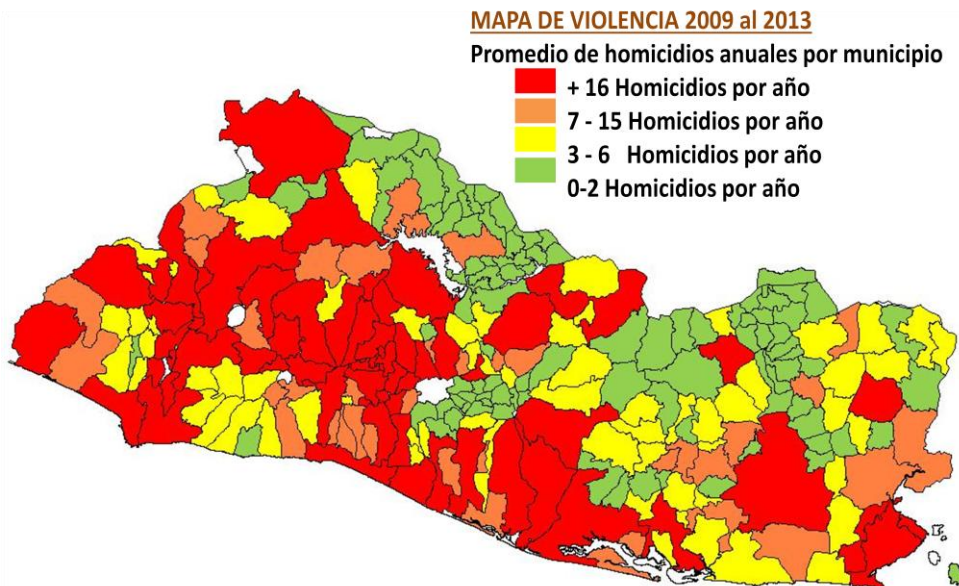 MAPA DE VIOLENCIA 2009 al 2013
Promedio de homicidios anuales por municipio
+ 16 Homicidios por año
7 - 15 Homicidios por año
3 - 6 Homicidios por año
0-2 Homicidios por año